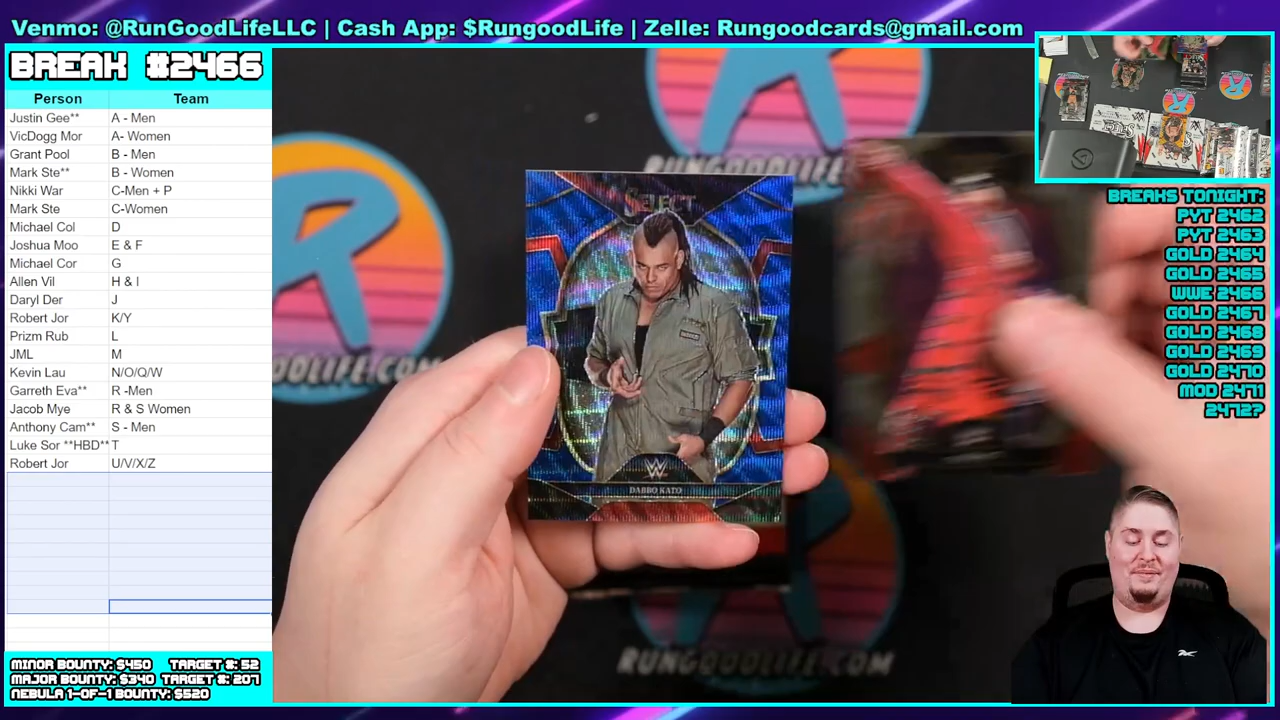 Venmo: @RunGoodLifeLLC | Cash App: $RungoodLife | Zelle: Rungoodcards@gmail.com
BREAK #2466
Person Team
Justin Gee** A - Men
VicDogg Mor A- Women
Grant Pool B - Men
Mark Ste** B - Women
Nikki War C-Men + P
Mark Ste C-Women
Michael Col D
Joshua Moo E & F
Michael Cor G
Allen Vil H & I
Daryl Der J
Robert Jor K/Y
Prizm Rub L
JML M
Kevin Lau N/O/Q/W
Garreth Eva** R -Men
Jacob Mye R & S Women
Anthony Cam** S - Men
Luke Sor **HBD** T
Robert Jor U/V/X/Z
MINOR BOUNTY: $450 TARGET #: 52
MAJOR BOUNTY: $340 TARGET #: 207
NEBULA 1-OF-1 BOUNTY: $520
RUNGOODLIFE
OODLIFE.COM
SELECT
W
DABBO KATO
RUNGOODLIFE.COM
BREAKS TONIGHT:
PYT 2462
PYT 2463
GOLD 2464
GOLD 2465
WWE 2466
GOLD 2467
GOLD 2468
GOLD 2469
GOLD 2470
MOD 2471
2472?